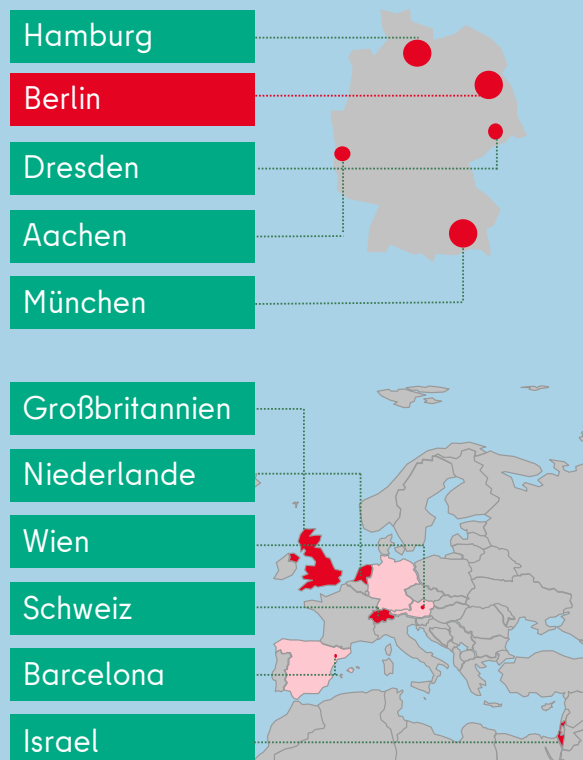 Hamburg
Berlin
Dresden
Aachen
München
Großbritannien
Niederlande
Wien
Schweiz
Barcelona
Israel